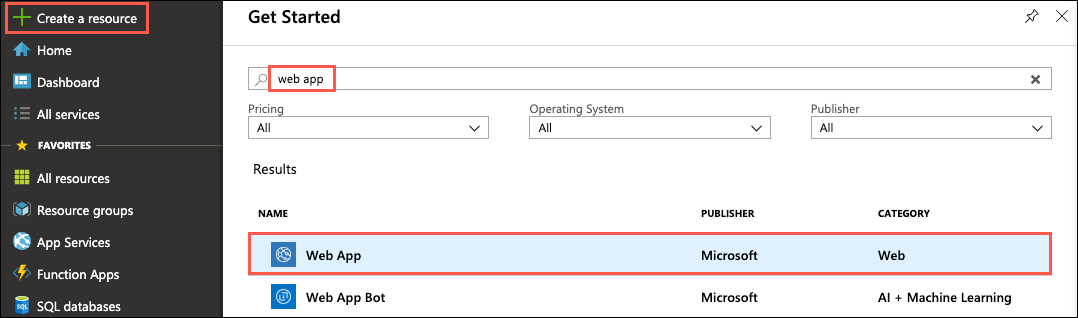 Create a resource
Home
Dashboard
All services
FAVORITES
All resources
Resource groups
App Services
Function Apps
SQL databases
Get Started
web app
Pricing
All
Operating System
All
Publisher
All
Results
NAME PUBLISHER CATEGORY
Web App Microsoft Web
Web App Bot Microsoft AI + Machine Learning